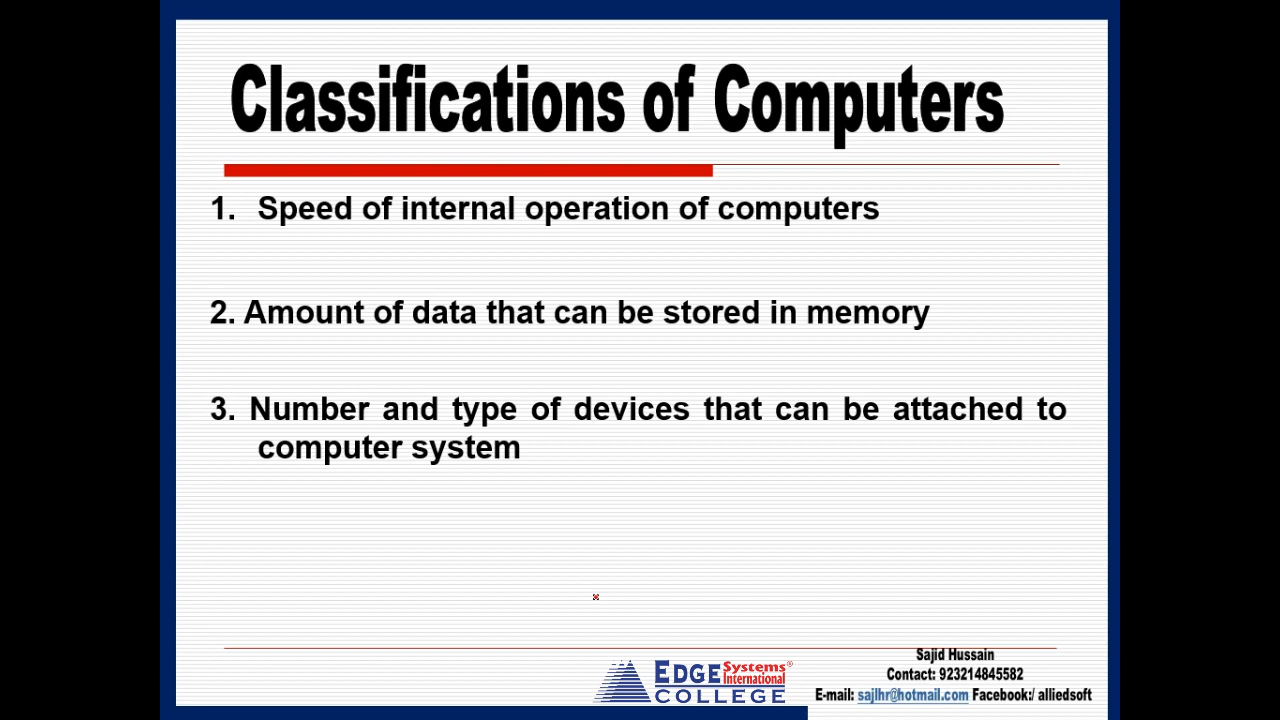 Classifications of Computers
1. Speed of internal operation of computers
2. Amount of data that can be stored in memory
3. Number and type of devices that can be attached to
computer system
EDGE Systems International®
COLLEGE
Sajid Hussain
Contact: 923214845582
E-mail: sajlhr@hotmail.com Facebook:/ alliedsoft